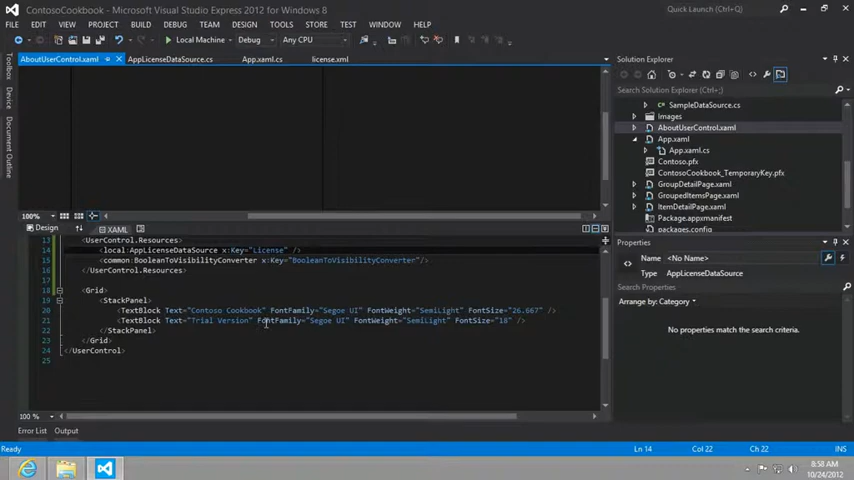 ContosoCookbook - Microsoft Visual Studio Express 2012 for Windows 8
Quick Launch (Ctrl+Q)
FILE EDIT VIEW PROJECT BUILD DEBUG TEAM DESIGN TOOLS STORE TEST WINDOW HELP
Local Machine Debug Any CPU
AboutUserControl.xaml AppLicenseDataSource.cs App.xaml.cs license.xml
Toolbox
Device
Document Outline
100%
Design XAML
13 <UserControl.Resources>
14 <local:AppLicenseDataSource x:Key="License" />
15 <common:BooleanToVisibilityConverter x:Key="BooleanToVisibilityConverter"/>
16 </UserControl.Resources>
17
18 <Grid>
19 <StackPanel>
20 <TextBlock Text="Contoso Cookbook" FontFamily="Segoe UI" FontWeight="SemiLight" FontSize="26.667" />
21 <TextBlock Text="Trial Version" FontFamily="Segoe UI" FontWeight="SemiLight" FontSize="18" />
22 </StackPanel>
23 </Grid>
24 </UserControl>
25
100 %
Error List Output
Solution Explorer
Search Solution Explorer (Ctrl+;)
SampleDataSource.cs
Images
AboutUserControl.xaml
App.xaml
App.xaml.cs
Contoso.pfx
ContosoCookbook_TemporaryKey.pfx
GroupDetailPage.xaml
GroupedItemsPage.xaml
ItemDetailPage.xaml
Package.appxmanifest
packages.config
Properties
Name <No Name>
Type AppLicenseDataSource
Search Properties
Arrange by: Category
No properties match the search.
Ready Ln 14 Col 22 Ch 22 INS
8:58 AM
10/24/2012